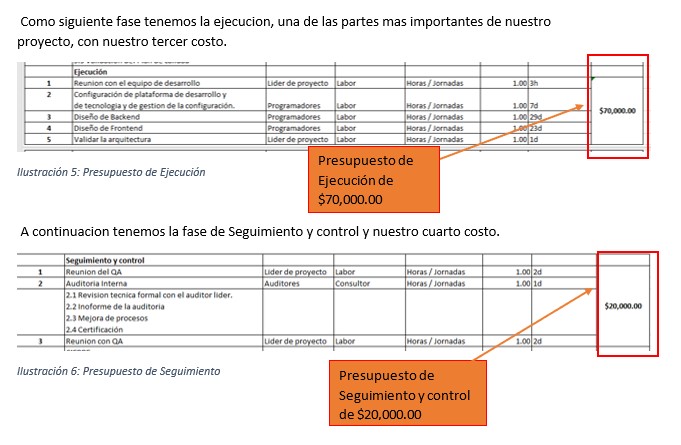 Como siguiente fase tenemos la ejecucion, una de las partes mas importantes de nuestro
proyecto, con nuestro tercer costo.
Ejecución
1 Reunion con el equipo de desarrollo Lider de proyecto Labor Horas / Jornadas 1.00 3h
2 Configuración de plataforma de desarrollo y
de tecnologia y de gestion de la configuración. Programadores Labor Horas / Jornadas 1.00 7d
$70,000.00
3 Diseño de Backend Programadores Labor Horas / Jornadas 1.00 29d
4 Diseño de Frontend Programadores Labor Horas / Jornadas 1.00 23d
5 Validar la arquitectura Lider de proyecto Labor Horas / Jornadas 1.00 1d
Presupuesto de
Ejecución de
$70,000.00
Ilustración 5: Presupuesto de Ejecución
A continuacion tenemos la fase de Seguimiento y control y nuestro cuarto costo.
Seguimiento y control
1 Reunion del QA Lider de proyecto Labor Horas / Jornadas 1.00 2d
2 Auditoria Interna Auditores Consultor Horas / Jornadas 1.00 1d
2.1 Revision tecnica formal con el auditor lider.
2.2 Inoforme de la auditoria
$20,000.00
2.3 Mejora de procesos
2.4 Certificación
3 Reunion con QA Lider de proyecto Labor Horas / Jornadas 1.00 2d
Ilustración 6: Presupuesto de Seguimiento
Presupuesto de
Seguimiento y control
de $20,000.00